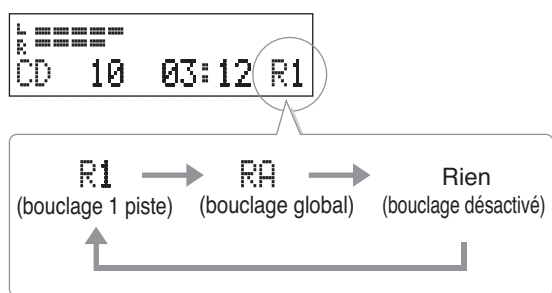 L
R
CD 10 03:12 R1
R1 RA Rien
(bouclage 1 piste) (bouclage global) (bouclage désactivé)